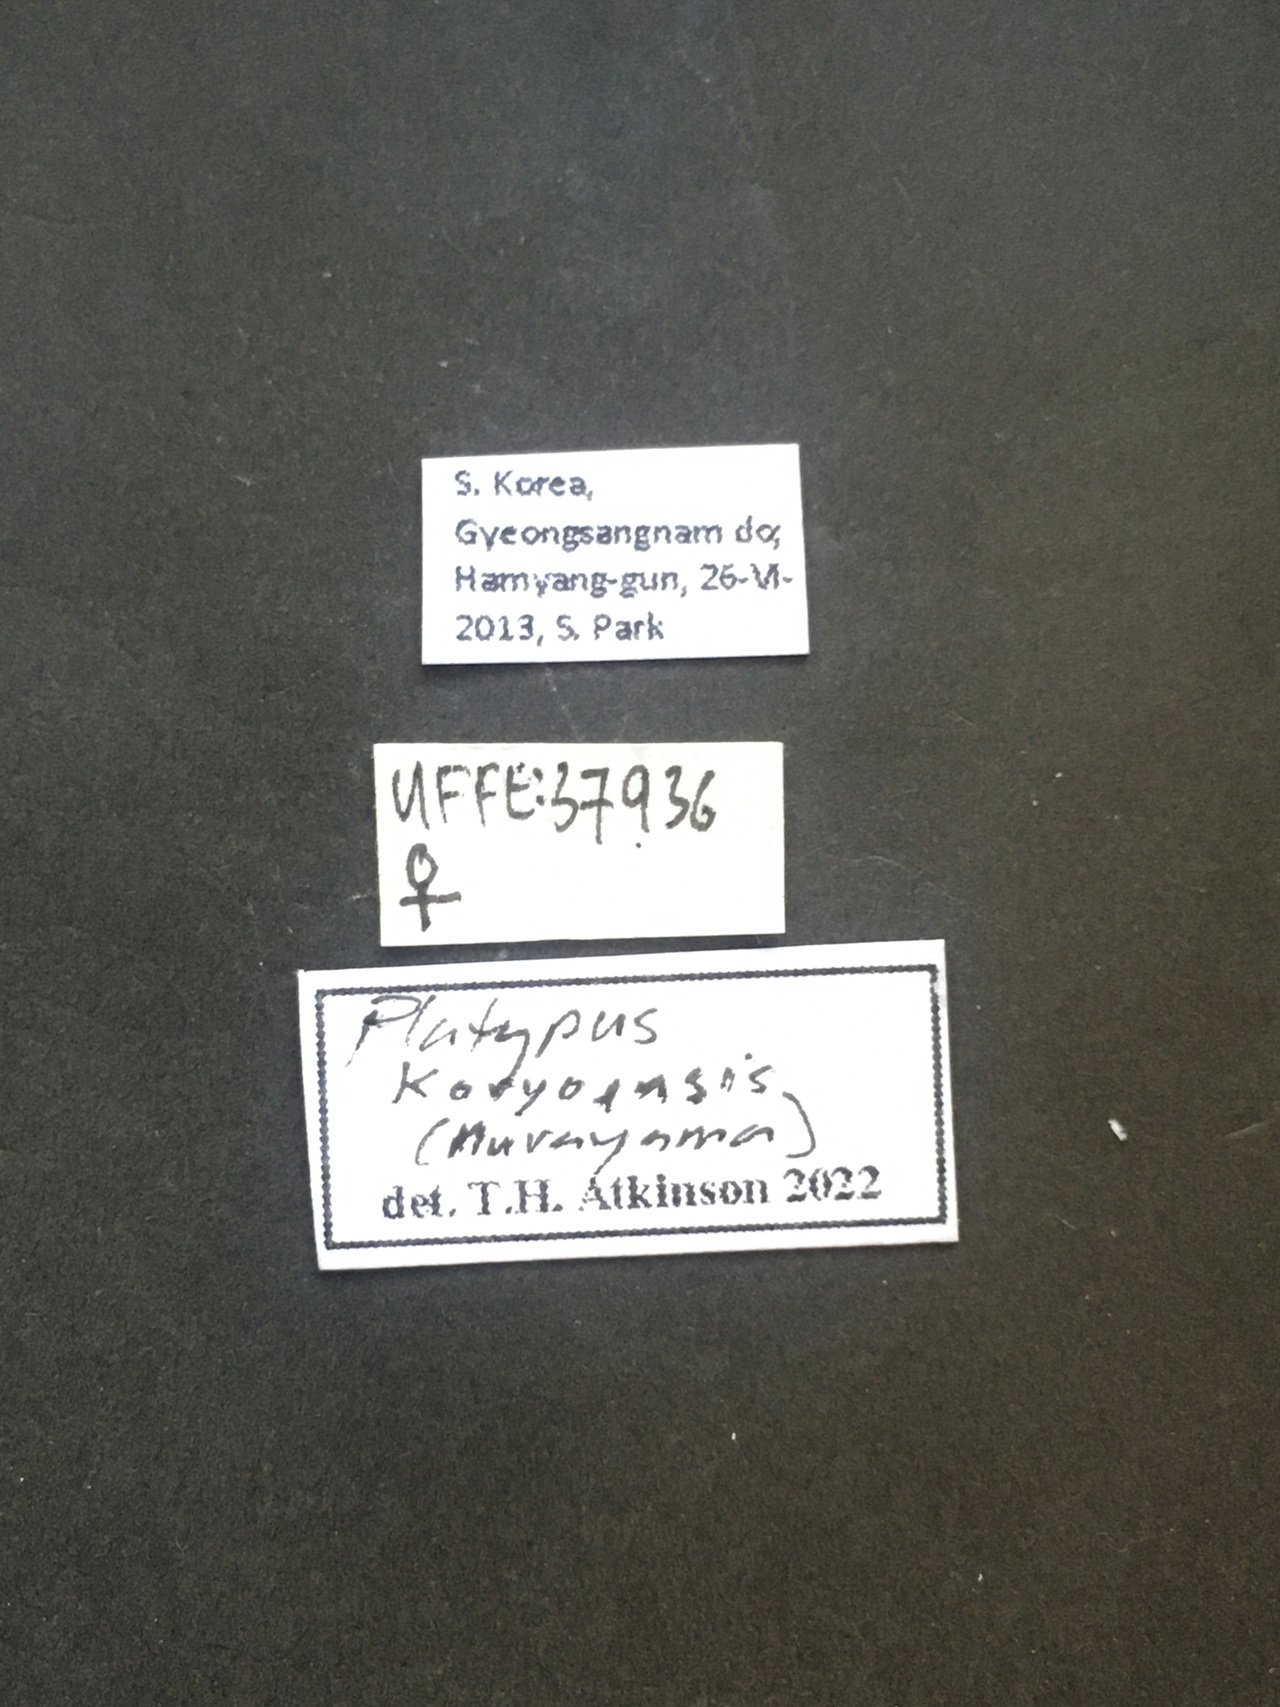 S. Korea,
Gyeongsangnam do,
Hamyang-gun, 26-VI-
2013, S. Park
UFFE:37936
♀
Platypus
Koryoensis
(Murayama)
det. T.H. Atkinson 2022